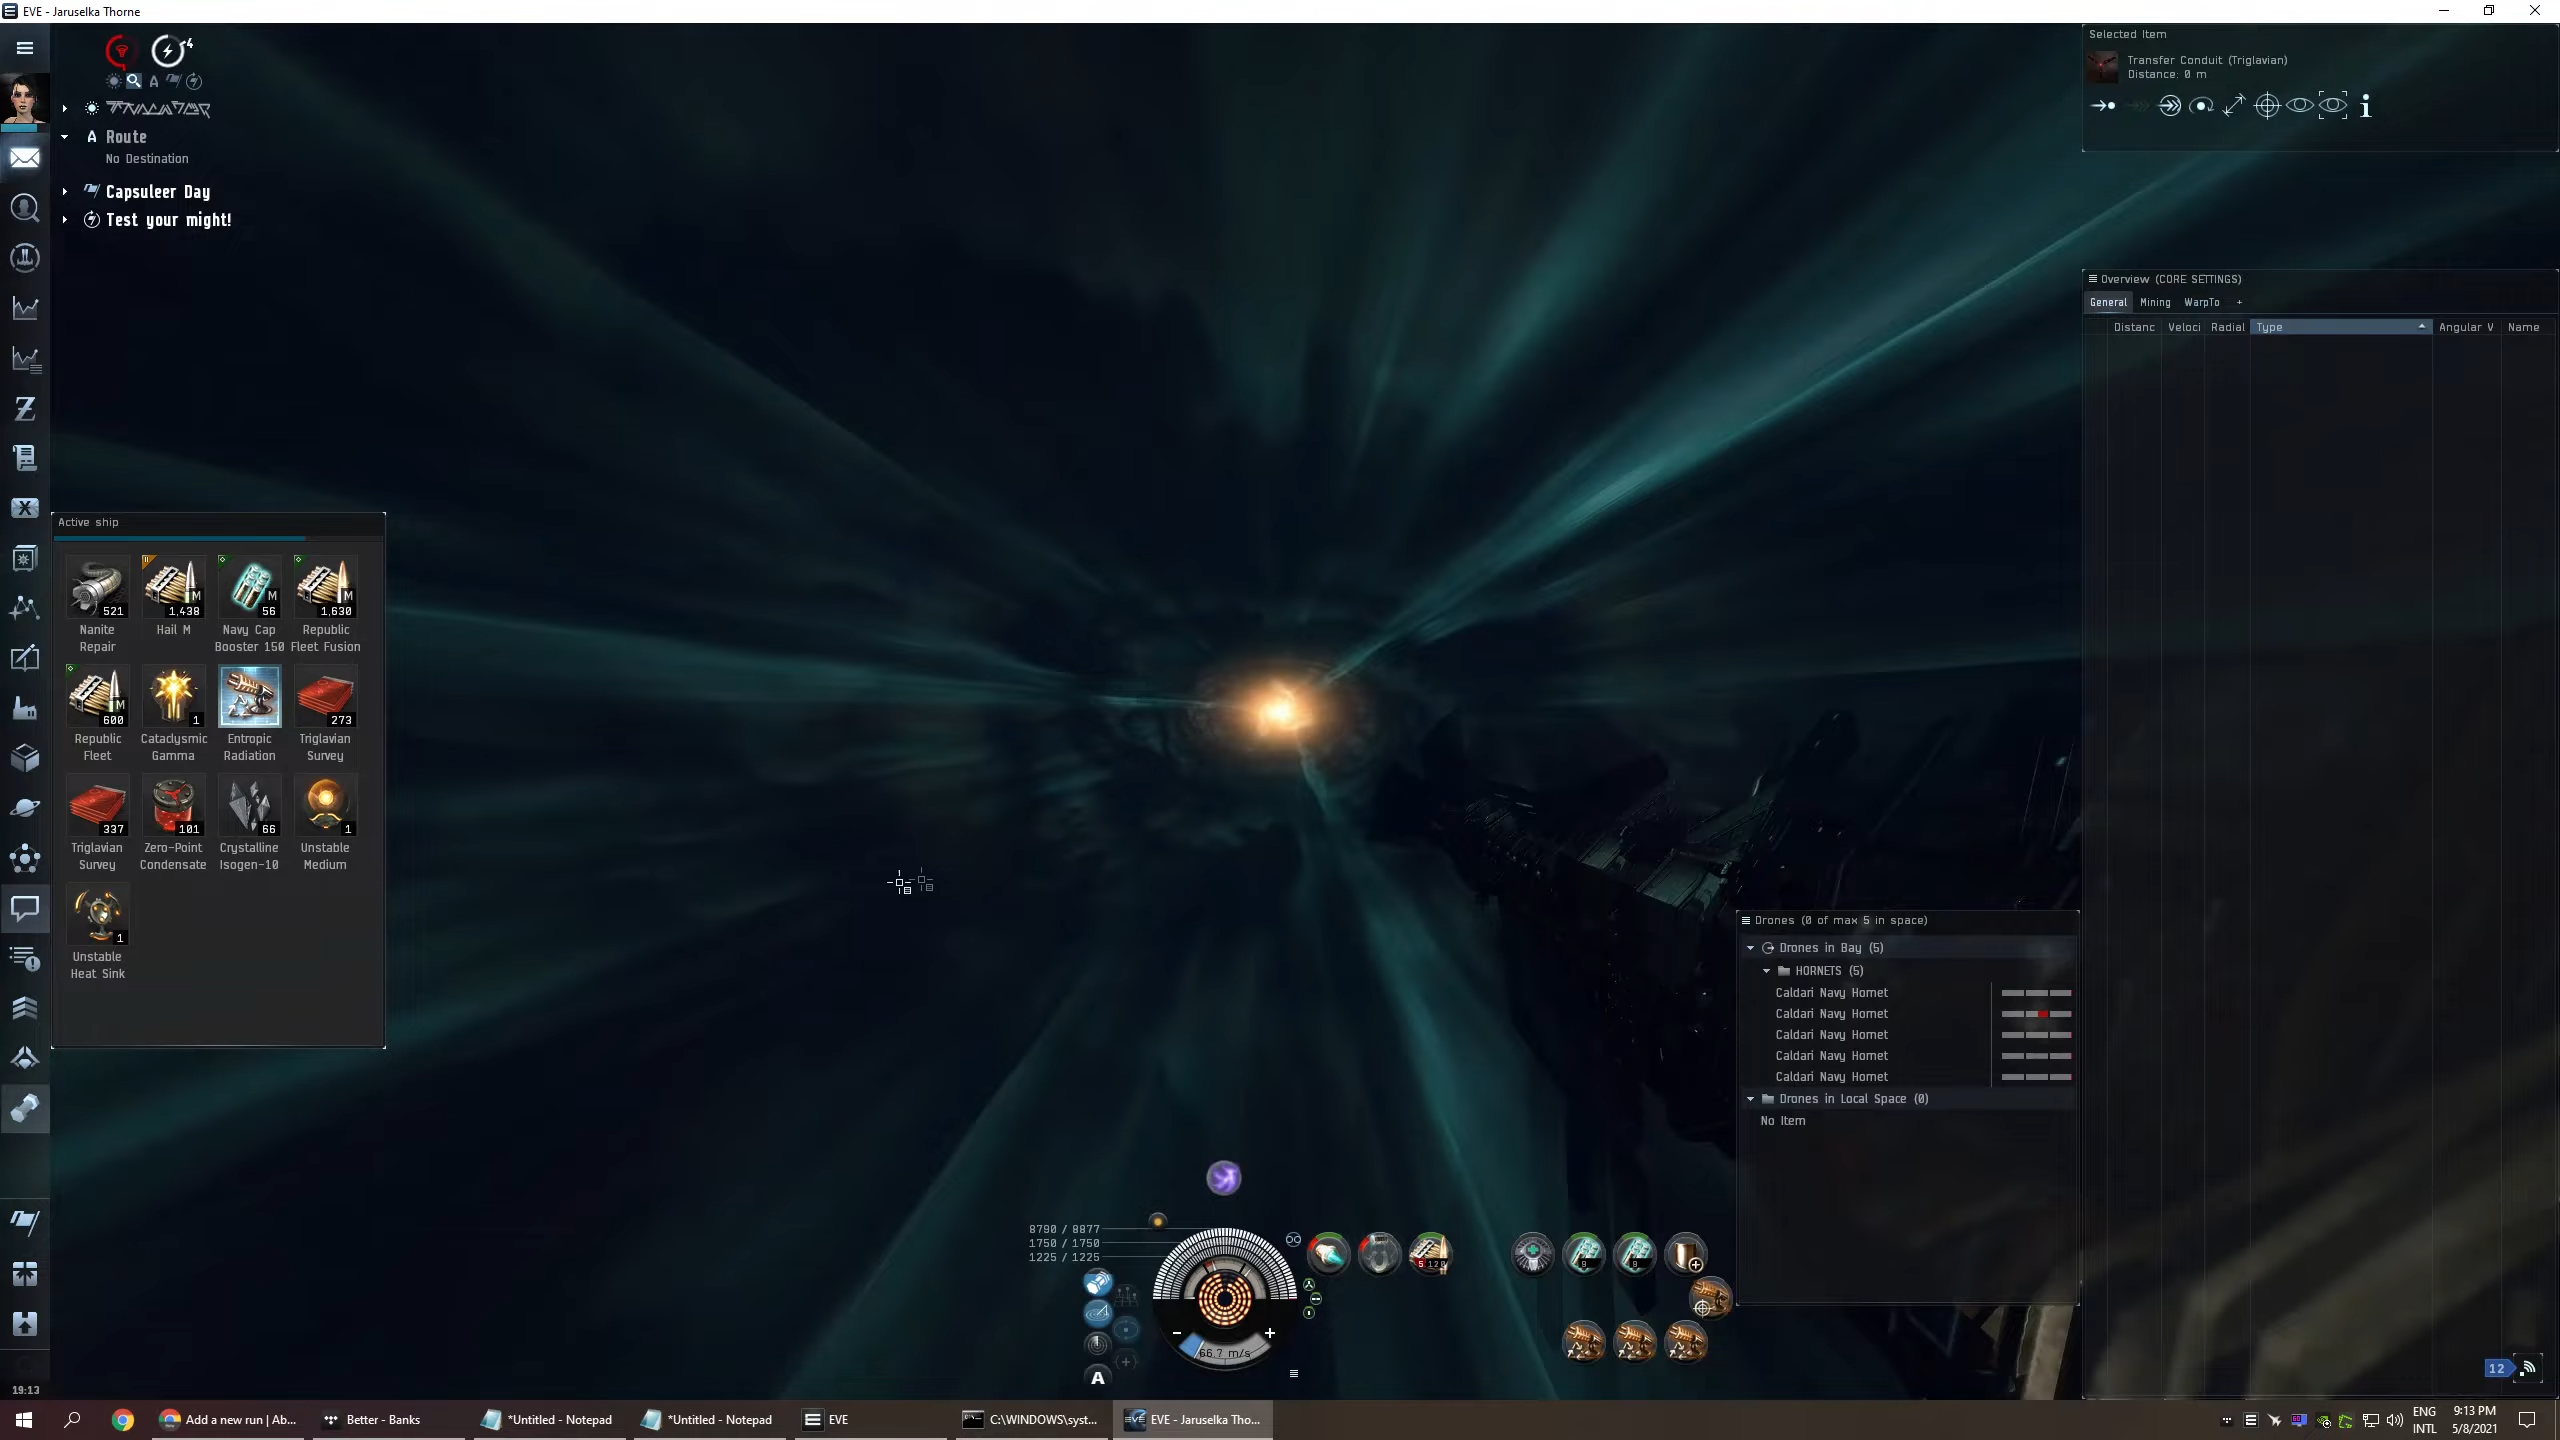 EVE - Jaruselka Thorne
4
Route
No Destination
Capsuleer Day
Test your might!
Selected Item
Transfer Conduit (Triglavian)
Distance: 0 m
Overview (CORE SETTINGS)
General Mining WarpTo +
Distanc Veloci Radial Type Angular V Name
Active ship
521 M 1,438 M 56 M 1,630
Nanite Repair
Hail M
Navy Cap Booster 150
Republic Fleet Fusion
M 600 1 273
Republic Fleet
Cataclysmic Gamma
Entropic Radiation
Triglavian Survey
337 101 66 1
Triglavian Survey
Zero-Point Condensate
Crystalline Isogen-10
Unstable Medium
1
Unstable Heat Sink
Drones (0 of max 5 in space)
Drones in Bay (5)
HORNETS (5)
Caldari Navy Hornet
Caldari Navy Hornet
Caldari Navy Hornet
Caldari Navy Hornet
Caldari Navy Hornet
Drones in Local Space (0)
No Item
8790 / 8877
1750 / 1750
1225 / 1225
9 9
66.7 m/s
A
12
19:13
Add a new run | Ab...
Better - Banks
*Untitled - Notepad
*Untitled - Notepad
EVE
C:\WINDOWS\syst...
EVE - Jaruselka Tho...
ENG
INTL
9:13 PM
5/8/2021